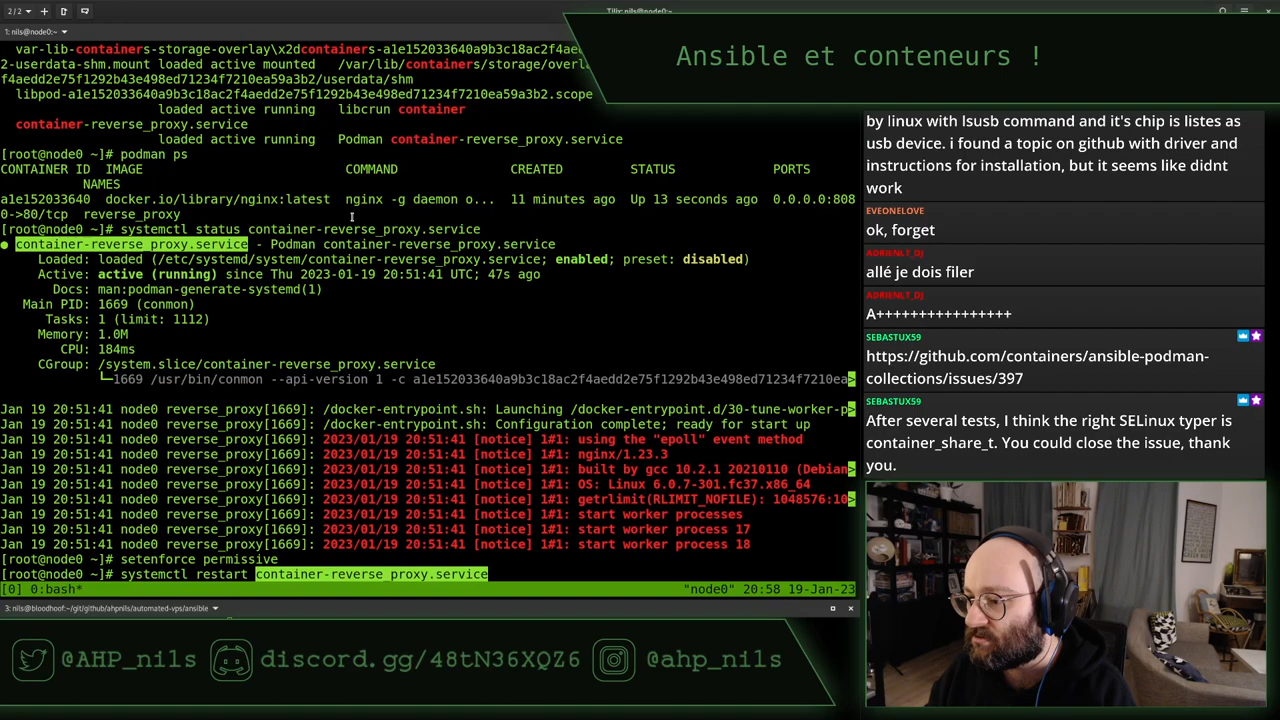 2/2
Tilix: nils@node0:~
1: nils@node0:~
var-lib-containers-storage-overlay\x2dcontainers-a1e152033640a9b3c18ac2f4ae
2-userdata-shm.mount loaded active mounted   /var/lib/containers/storage/overl
f4aedd2e75f1292b43e498ed71234f7210ea59a3b2/userdata/shm
libpod-a1e152033640a9b3c18ac2f4aedd2e75f1292b43e498ed71234f7210ea59a3b2.scope
loaded active running   libcrun container
container-reverse_proxy.service
loaded active running   Podman container-reverse_proxy.service
[root@node0 ~]# podman ps
CONTAINER ID  IMAGE                           COMMAND               CREATED         STATUS             PORTS
NAMES
a1e152033640  docker.io/library/nginx:latest  nginx -g daemon o...  11 minutes ago  Up 13 seconds ago  0.0.0.0:808
0->80/tcp  reverse_proxy
[root@node0 ~]# systemctl status container-reverse_proxy.service
● container-reverse_proxy.service - Podman container-reverse_proxy.service
Loaded: loaded (/etc/systemd/system/container-reverse_proxy.service; enabled; preset: disabled)
Active: active (running) since Thu 2023-01-19 20:51:41 UTC; 47s ago
Docs: man:podman-generate-systemd(1)
Main PID: 1669 (conmon)
Tasks: 1 (limit: 1112)
Memory: 1.0M
CPU: 184ms
CGroup: /system.slice/container-reverse_proxy.service
└─1669 /usr/bin/conmon --api-version 1 -c a1e152033640a9b3c18ac2f4aedd2e75f1292b43e498ed71234f7210ea>
Jan 19 20:51:41 node0 reverse_proxy[1669]: /docker-entrypoint.sh: Launching /docker-entrypoint.d/30-tune-worker-p>
Jan 19 20:51:41 node0 reverse_proxy[1669]: /docker-entrypoint.sh: Configuration complete; ready for start up
Jan 19 20:51:41 node0 reverse_proxy[1669]: 2023/01/19 20:51:41 [notice] 1#1: using the "epoll" event method
Jan 19 20:51:41 node0 reverse_proxy[1669]: 2023/01/19 20:51:41 [notice] 1#1: nginx/1.23.3
Jan 19 20:51:41 node0 reverse_proxy[1669]: 2023/01/19 20:51:41 [notice] 1#1: built by gcc 10.2.1 20210110 (Debian>
Jan 19 20:51:41 node0 reverse_proxy[1669]: 2023/01/19 20:51:41 [notice] 1#1: OS: Linux 6.0.7-301.fc37.x86_64
Jan 19 20:51:41 node0 reverse_proxy[1669]: 2023/01/19 20:51:41 [notice] 1#1: getrlimit(RLIMIT_NOFILE): 1048576:10>
Jan 19 20:51:41 node0 reverse_proxy[1669]: 2023/01/19 20:51:41 [notice] 1#1: start worker processes
Jan 19 20:51:41 node0 reverse_proxy[1669]: 2023/01/19 20:51:41 [notice] 1#1: start worker process 17
Jan 19 20:51:41 node0 reverse_proxy[1669]: 2023/01/19 20:51:41 [notice] 1#1: start worker process 18
[root@node0 ~]# setenforce permissive
[root@node0 ~]# systemctl restart container-reverse_proxy.service
[0] 0:bash*                    "node0" 20:58 19-Jan-23
3: nils@bloodhoof:~/git/github/ahpnils/automated-vps/ansible
@AHP_nils
discord.gg/48tN36XQZ6
@ahp_nils
Ansible et conteneurs !
by linux with lsusb command and it's chip is listes as
usb device. i found a topic on github with driver and
instructions for installation, but it seems like didnt
work
EVEONELOVE
ok, forget
ADRIENLT_DJ
allé je dois filer
ADRIENLT_DJ
A++++++++++++++++
SEBASTUX59
https://github.com/containers/ansible-podman-
collections/issues/397
SEBASTUX59
After several tests, I think the right SELinux typer is
container_share_t. You could close the issue, thank
you.